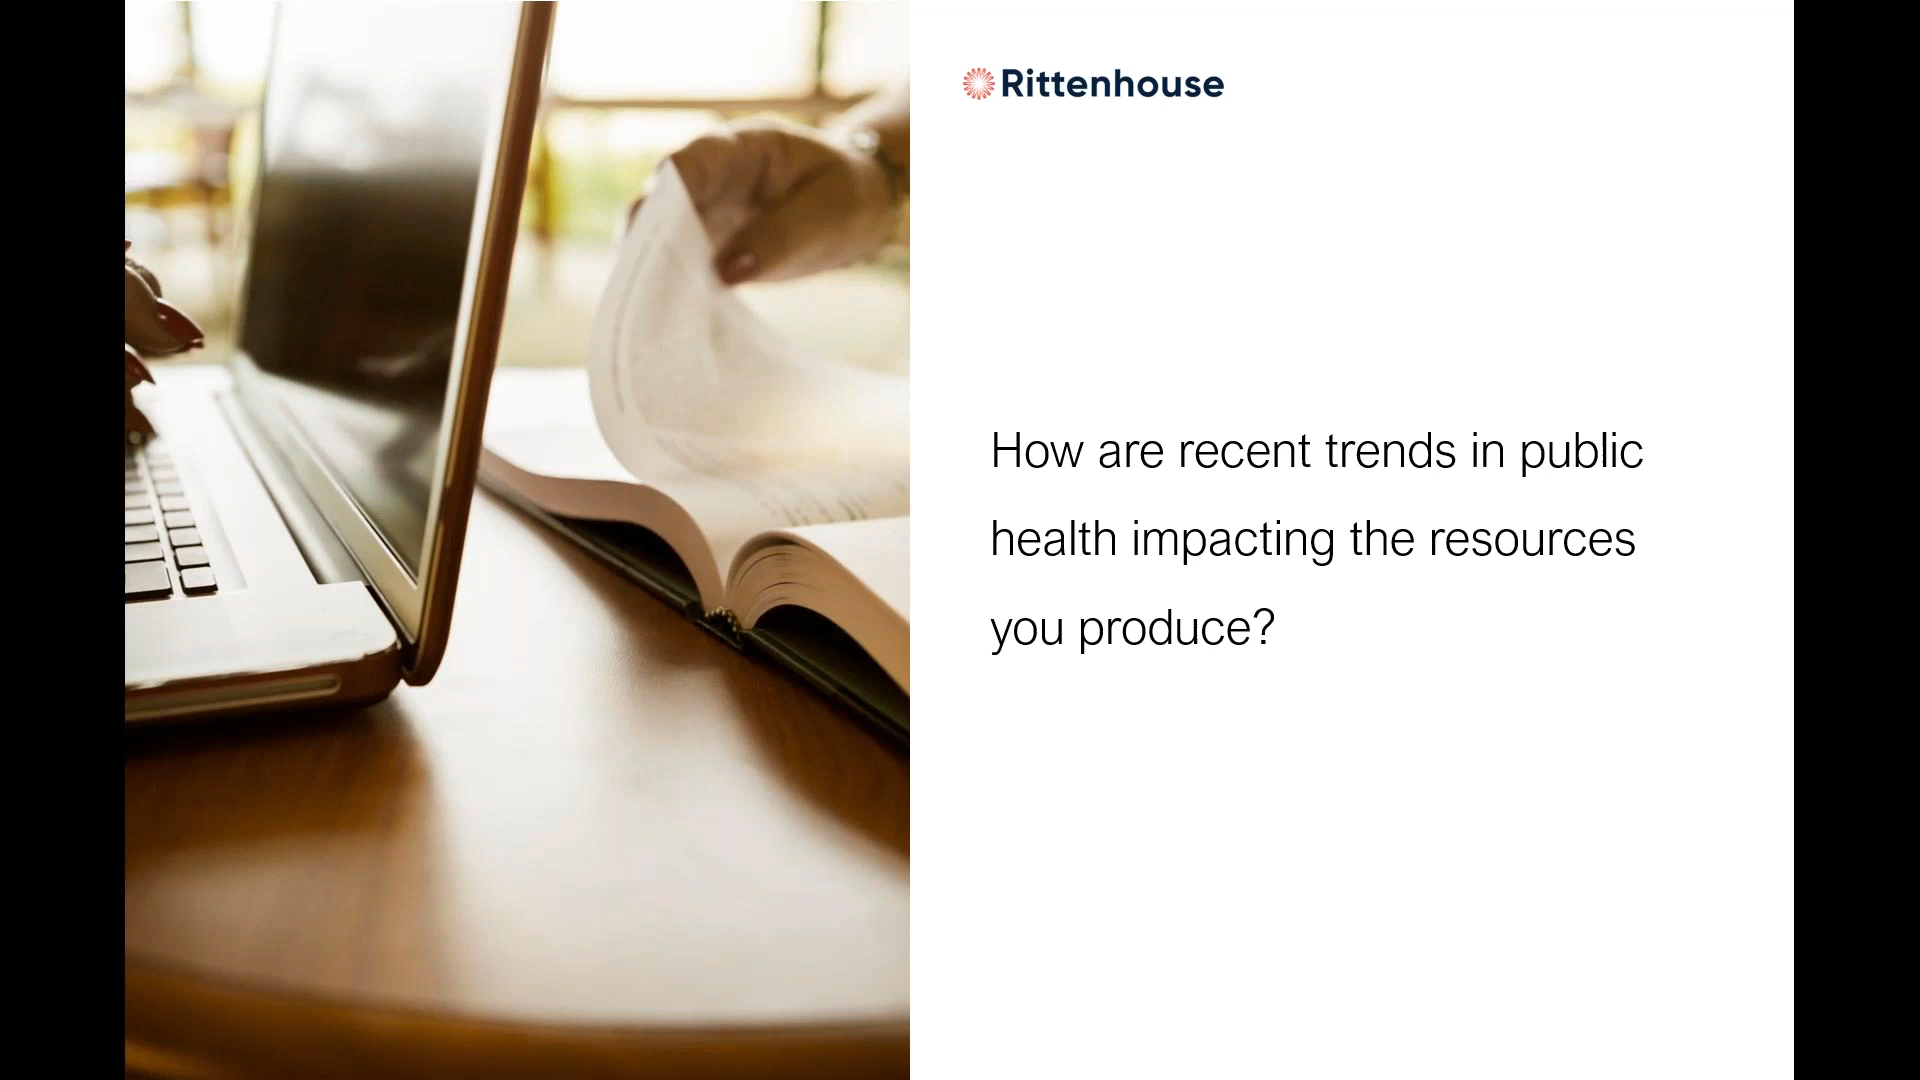 Rittenhouse
How are recent trends in public
health impacting the resources
you produce?